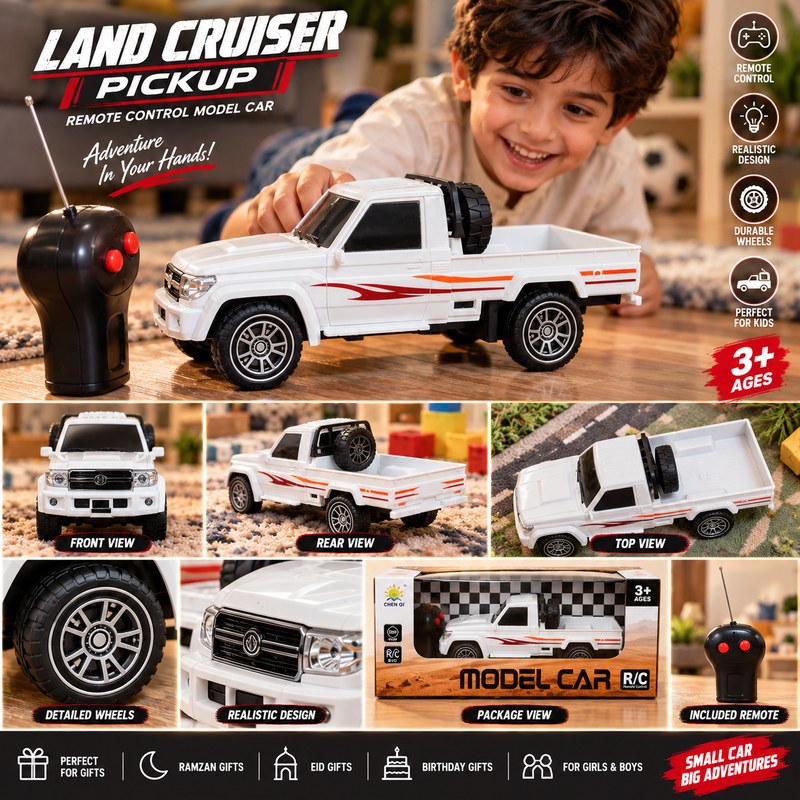 LAND CRUISER
PICKUP
REMOTE CONTROL MODEL CAR
Adventure
In Your Hands!
REMOTE
CONTROL
REALISTIC
DESIGN
DURABLE
WHEELS
PERFECT
FOR KIDS
3+
AGES
FRONT VIEW
REAR VIEW
TOP VIEW
DETAILED WHEELS
REALISTIC DESIGN
CHEN QI
3+
AGES
R/C
MODEL CAR
R/C
Remote Control
PACKAGE VIEW
INCLUDED REMOTE
PERFECT
FOR GIFTS
RAMZAN GIFTS
EID GIFTS
BIRTHDAY GIFTS
FOR GIRLS & BOYS
SMALL CAR
BIG ADVENTURES